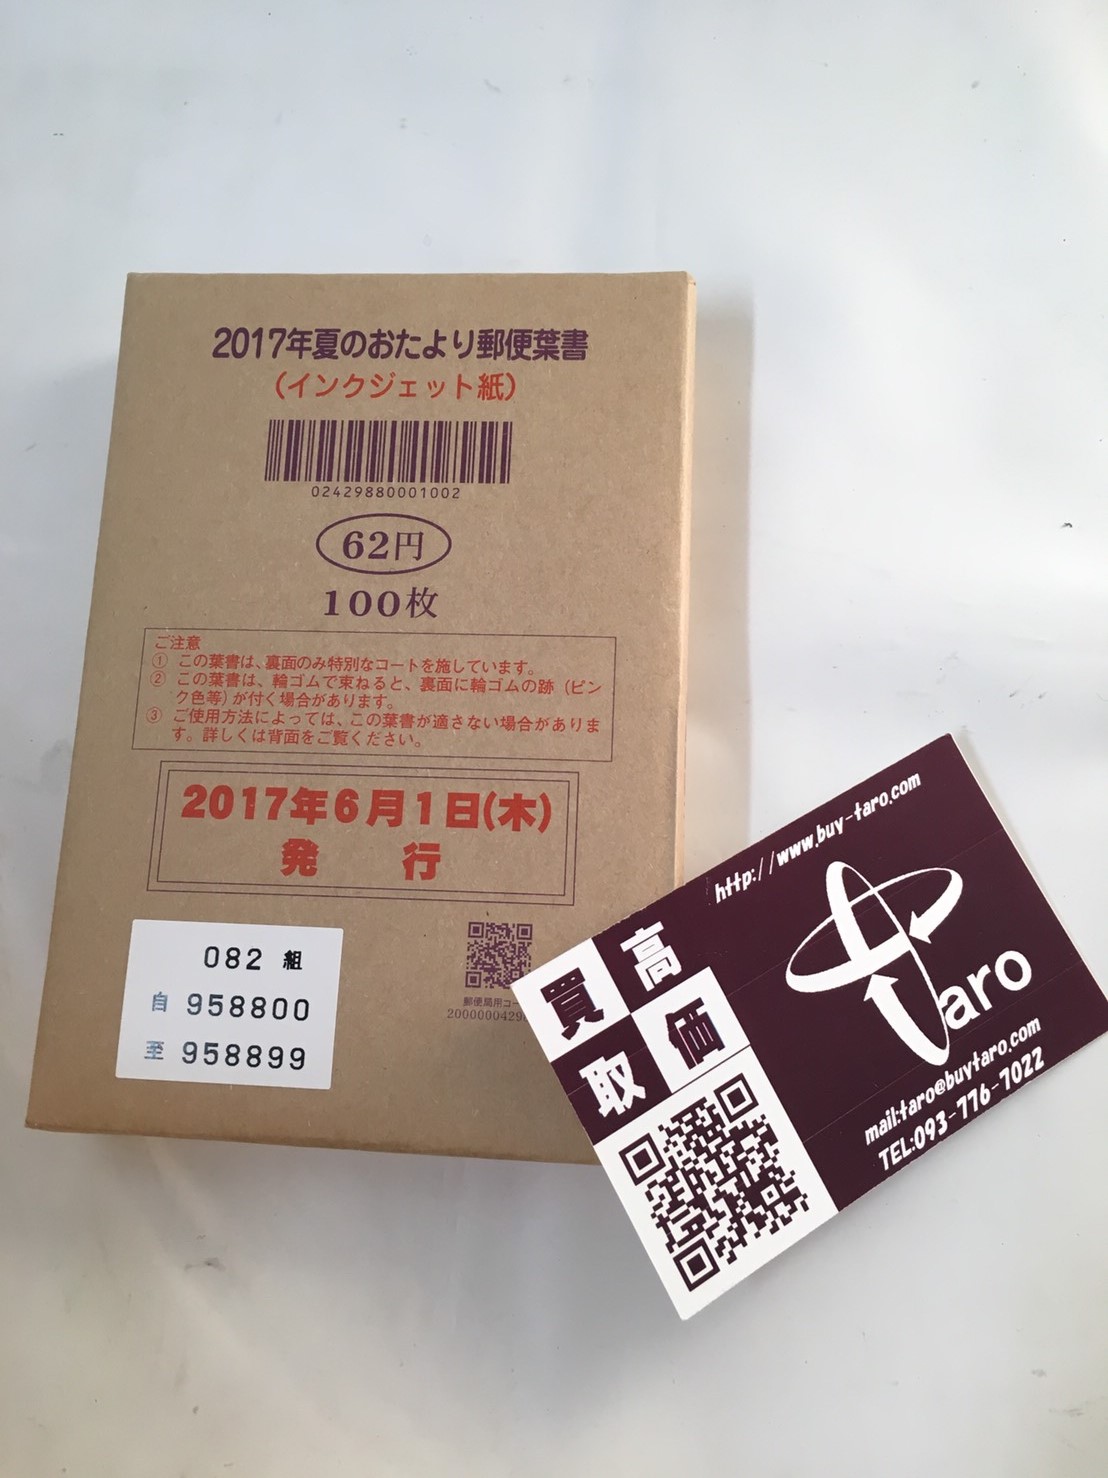 2017年夏のおたより郵便葉書
(インクジェット紙)
02429880001002
62円
100枚
ご注意
① この葉書は、裏面のみ特別なコートを施しています。
② この葉書は、輪ゴムで束ねると、裏面に輪ゴムの跡（ピン
ク色等）が付く場合があります。
③ ご使用方法によっては、この葉書が適さない場合がありま
す。詳しくは背面をご覧ください。
2017年6月1日(木)
発 行
082 組
自 958800
至 958899
郵便局用コー
2000000429
http://www.buy-taro.com
高価
買取
taro
mail:taro@buytaro.com
TEL:093-776-7022